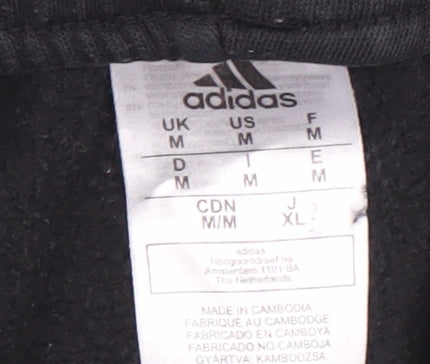 adidas
UK US F
M M M
D I E
M M M
CDN J
M/M XL
adidas
Hoogoorddreef 9a
Amsterdam 1101 BA
The Netherlands
MADE IN CAMBODIA
FABRIQUE AU CAMBODGE
FABRICADO EN CAMBOYA
FABRICADO NO CAMBOJA
GYÁRTVA: KAMBODZSA